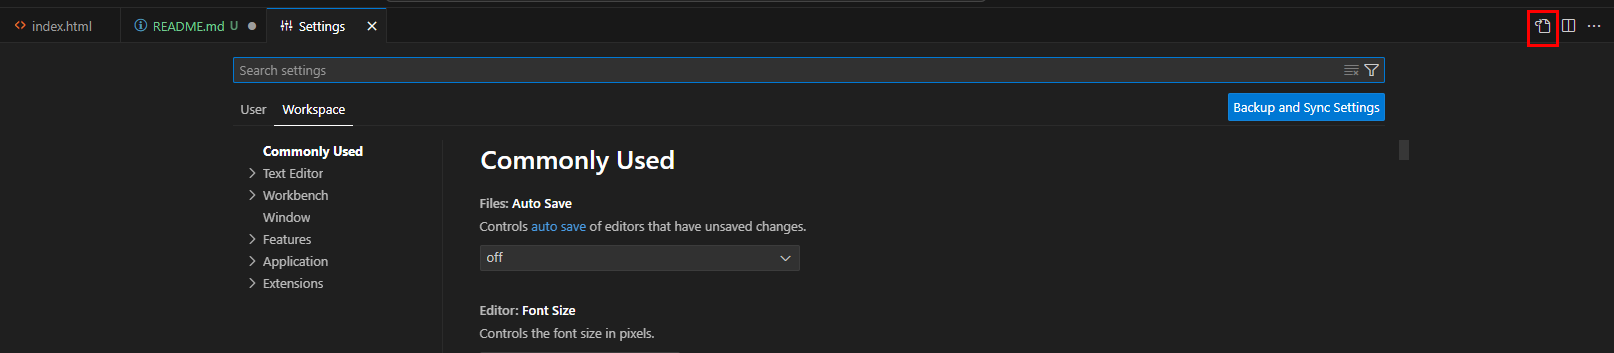 index.html README.md U Settings
Search settings
User Workspace Backup and Sync Settings
Commonly Used
Text Editor
Workbench
Window
Features
Application
Extensions
Commonly Used
Files: Auto Save
Controls auto save of editors that have unsaved changes.
off
Editor: Font Size
Controls the font size in pixels.